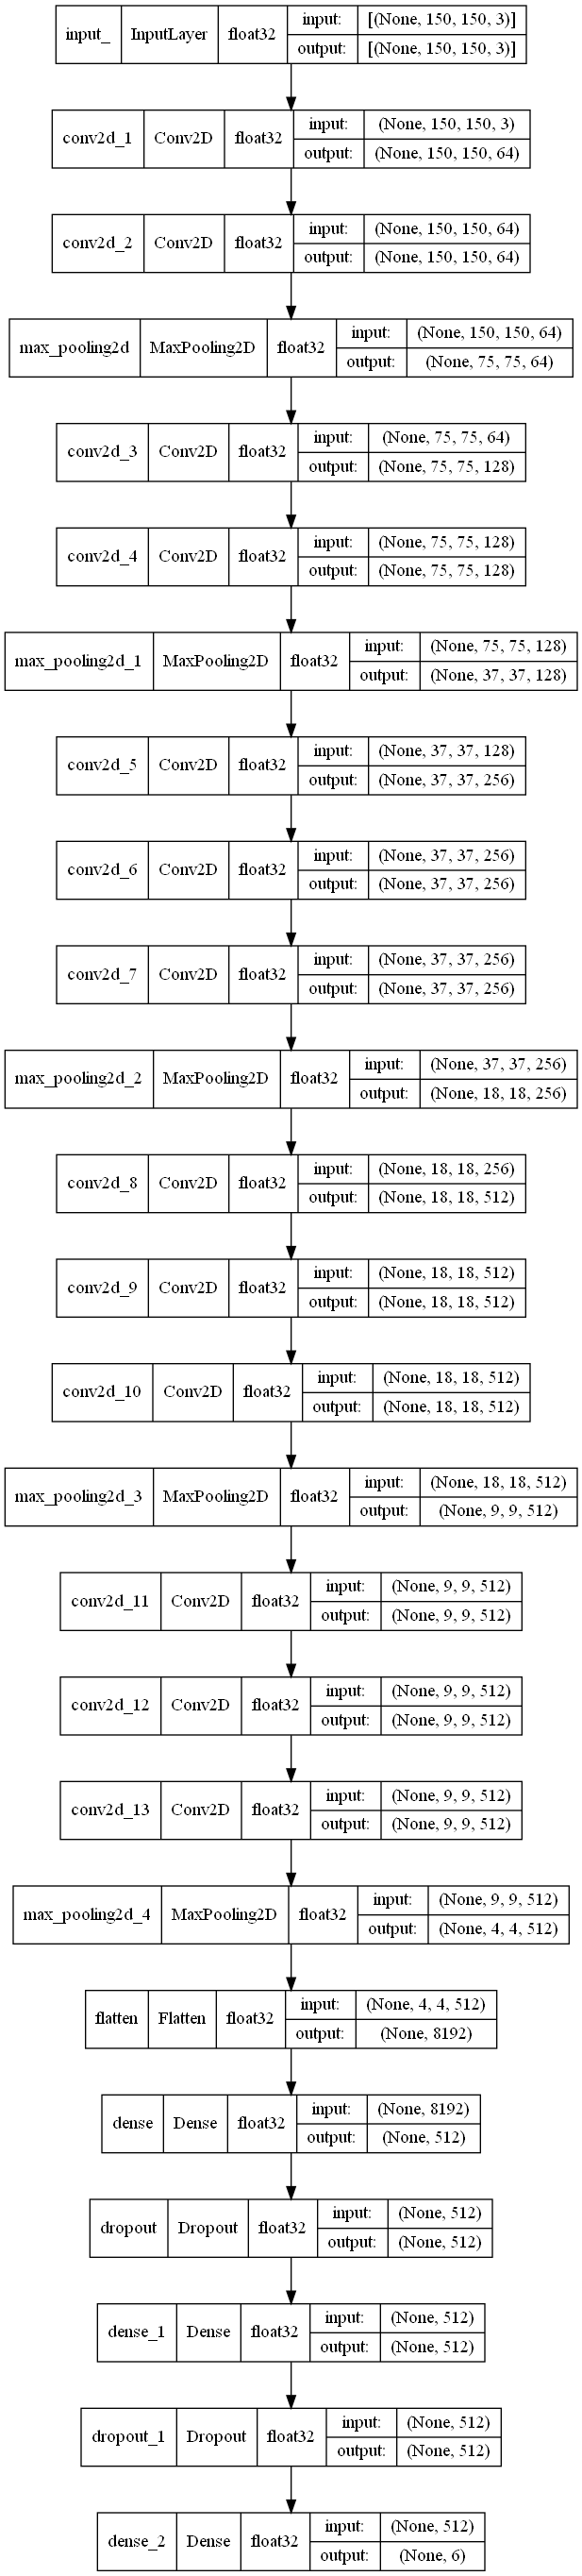 input_ InputLayer float32 input: [(None, 150, 150, 3)]
output: [(None, 150, 150, 3)]
conv2d_1 Conv2D float32 input: (None, 150, 150, 3)
output: (None, 150, 150, 64)
conv2d_2 Conv2D float32 input: (None, 150, 150, 64)
output: (None, 150, 150, 64)
max_pooling2d MaxPooling2D float32 input: (None, 150, 150, 64)
output: (None, 75, 75, 64)
conv2d_3 Conv2D float32 input: (None, 75, 75, 64)
output: (None, 75, 75, 128)
conv2d_4 Conv2D float32 input: (None, 75, 75, 128)
output: (None, 75, 75, 128)
max_pooling2d_1 MaxPooling2D float32 input: (None, 75, 75, 128)
output: (None, 37, 37, 128)
conv2d_5 Conv2D float32 input: (None, 37, 37, 128)
output: (None, 37, 37, 256)
conv2d_6 Conv2D float32 input: (None, 37, 37, 256)
output: (None, 37, 37, 256)
conv2d_7 Conv2D float32 input: (None, 37, 37, 256)
output: (None, 37, 37, 256)
max_pooling2d_2 MaxPooling2D float32 input: (None, 37, 37, 256)
output: (None, 18, 18, 256)
conv2d_8 Conv2D float32 input: (None, 18, 18, 256)
output: (None, 18, 18, 512)
conv2d_9 Conv2D float32 input: (None, 18, 18, 512)
output: (None, 18, 18, 512)
conv2d_10 Conv2D float32 input: (None, 18, 18, 512)
output: (None, 18, 18, 512)
max_pooling2d_3 MaxPooling2D float32 input: (None, 18, 18, 512)
output: (None, 9, 9, 512)
conv2d_11 Conv2D float32 input: (None, 9, 9, 512)
output: (None, 9, 9, 512)
conv2d_12 Conv2D float32 input: (None, 9, 9, 512)
output: (None, 9, 9, 512)
conv2d_13 Conv2D float32 input: (None, 9, 9, 512)
output: (None, 9, 9, 512)
max_pooling2d_4 MaxPooling2D float32 input: (None, 9, 9, 512)
output: (None, 4, 4, 512)
flatten Flatten float32 input: (None, 4, 4, 512)
output: (None, 8192)
dense Dense float32 input: (None, 8192)
output: (None, 512)
dropout Dropout float32 input: (None, 512)
output: (None, 512)
dense_1 Dense float32 input: (None, 512)
output: (None, 512)
dropout_1 Dropout float32 input: (None, 512)
output: (None, 512)
dense_2 Dense float32 input: (None, 512)
output: (None, 6)